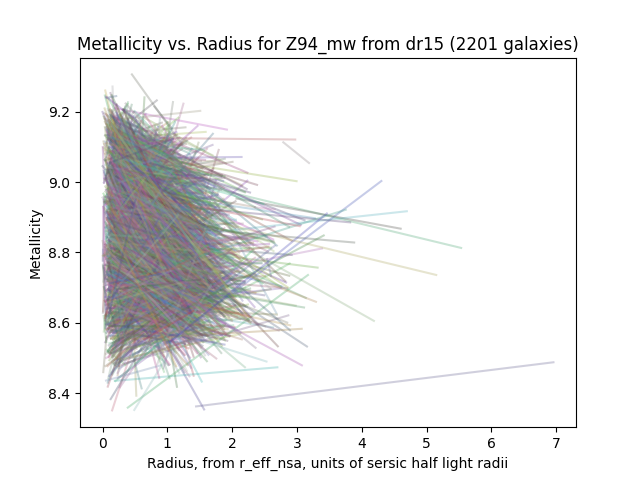 Metallicity vs. Radius for Z94_mw from dr15 (2201 galaxies)
9.2
9.0
8.8
8.6
8.4
Metallicity
0 1 2 3 4 5 6 7
Radius, from r_eff_nsa, units of sersic half light radii